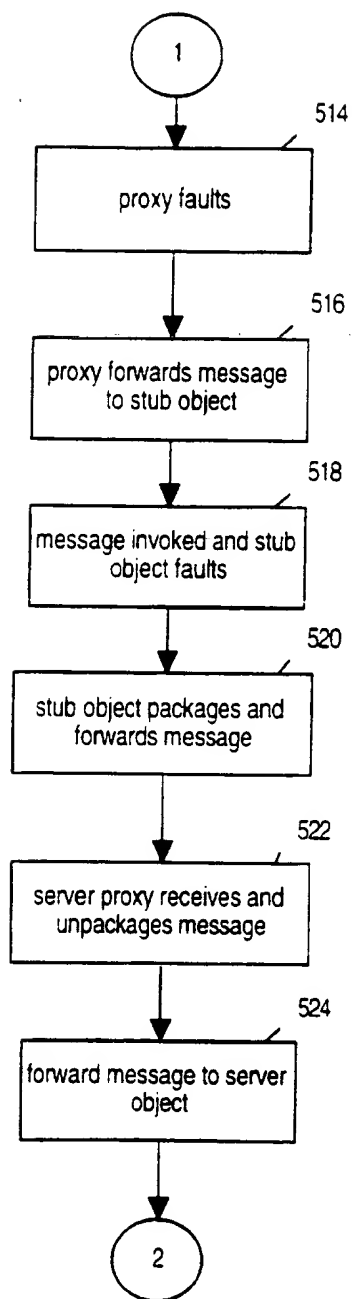 1
514
proxy faults
516
proxy forwards message
to stub object
518
message invoked and stub
object faults
520
stub object packages and
forwards message
522
server proxy receives and
unpackages message
524
forward message to server
object
2